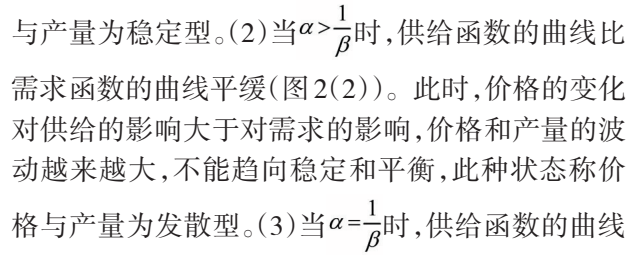 与产量为稳定型。(2)当α>1/β时,供给函数的曲线比
需求函数的曲线平缓(图2(2))。此时,价格的变化
对供给的影响大于对需求的影响,价格和产量的波
动越来越大,不能趋向稳定和平衡,此种状态称价
格与产量为发散型。(3)当α=1/β时,供给函数的曲线